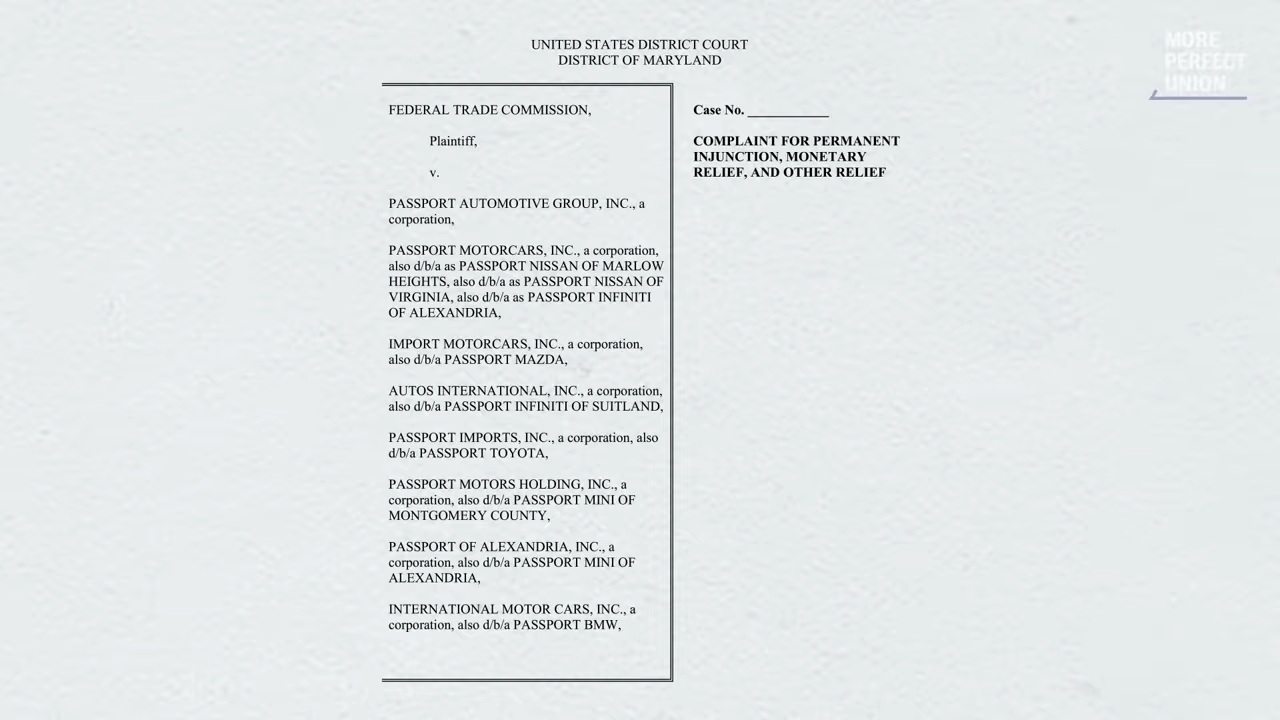 UNITED STATES DISTRICT COURT
DISTRICT OF MARYLAND
FEDERAL TRADE COMMISSION,
Plaintiff,
v.
PASSPORT AUTOMOTIVE GROUP, INC., a
corporation,
PASSPORT MOTORCARS, INC., a corporation,
also d/b/a as PASSPORT NISSAN OF MARLOW
HEIGHTS, also d/b/a as PASSPORT NISSAN OF
VIRGINIA, also d/b/a as PASSPORT INFINITI
OF ALEXANDRIA,
IMPORT MOTORCARS, INC., a corporation,
also d/b/a PASSPORT MAZDA,
AUTOS INTERNATIONAL, INC., a corporation,
also d/b/a PASSPORT INFINITI OF SUITLAND,
PASSPORT IMPORTS, INC., a corporation, also
d/b/a PASSPORT TOYOTA,
PASSPORT MOTORS HOLDING, INC., a
corporation, also d/b/a PASSPORT MINI OF
MONTGOMERY COUNTY,
PASSPORT OF ALEXANDRIA, INC., a
corporation, also d/b/a PASSPORT MINI OF
ALEXANDRIA,
INTERNATIONAL MOTOR CARS, INC., a
corporation, also d/b/a PASSPORT BMW,
Case No. ____________
COMPLAINT FOR PERMANENT
INJUNCTION, MONETARY
RELIEF, AND OTHER RELIEF
MORE
PERFECT
UNION